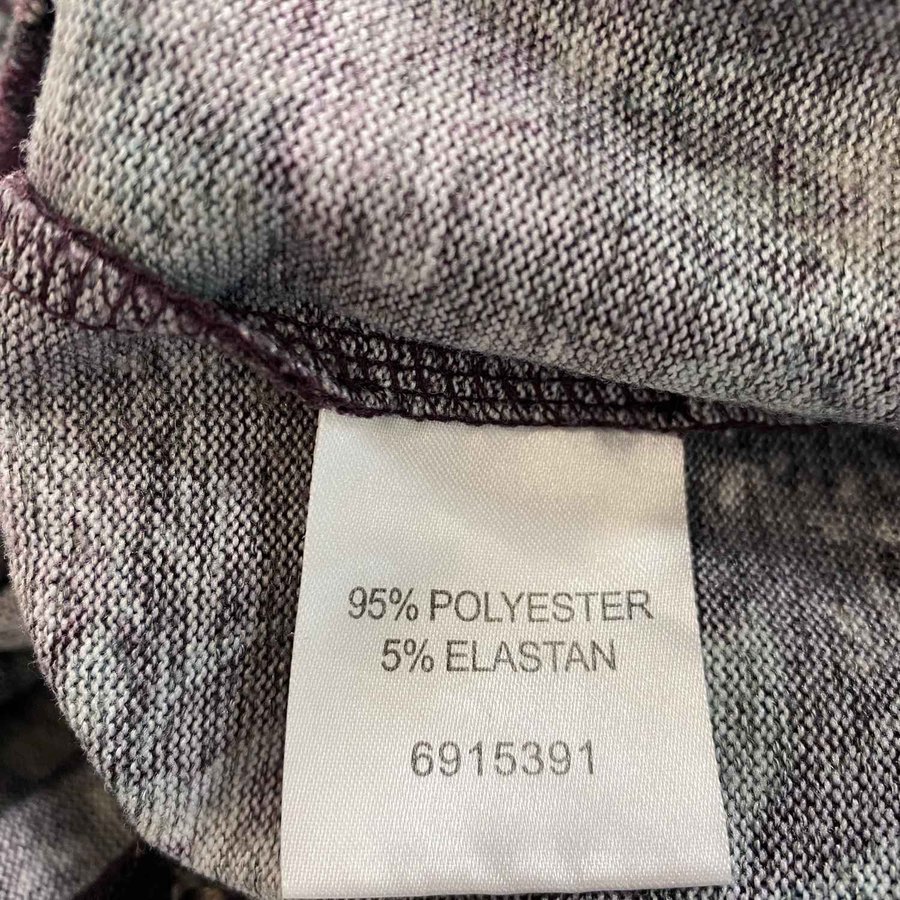 95% POLYESTER
5% ELASTAN
6915391